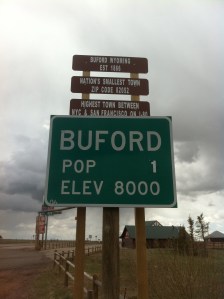 BUFORD WYOMING
EST 1866
NATION'S SMALLEST TOWN
ZIP CODE 82052
HIGHEST TOWN BETWEEN
NYC & SAN FRANCISCO ON I-80
BUFORD
POP 1
ELEV 8000